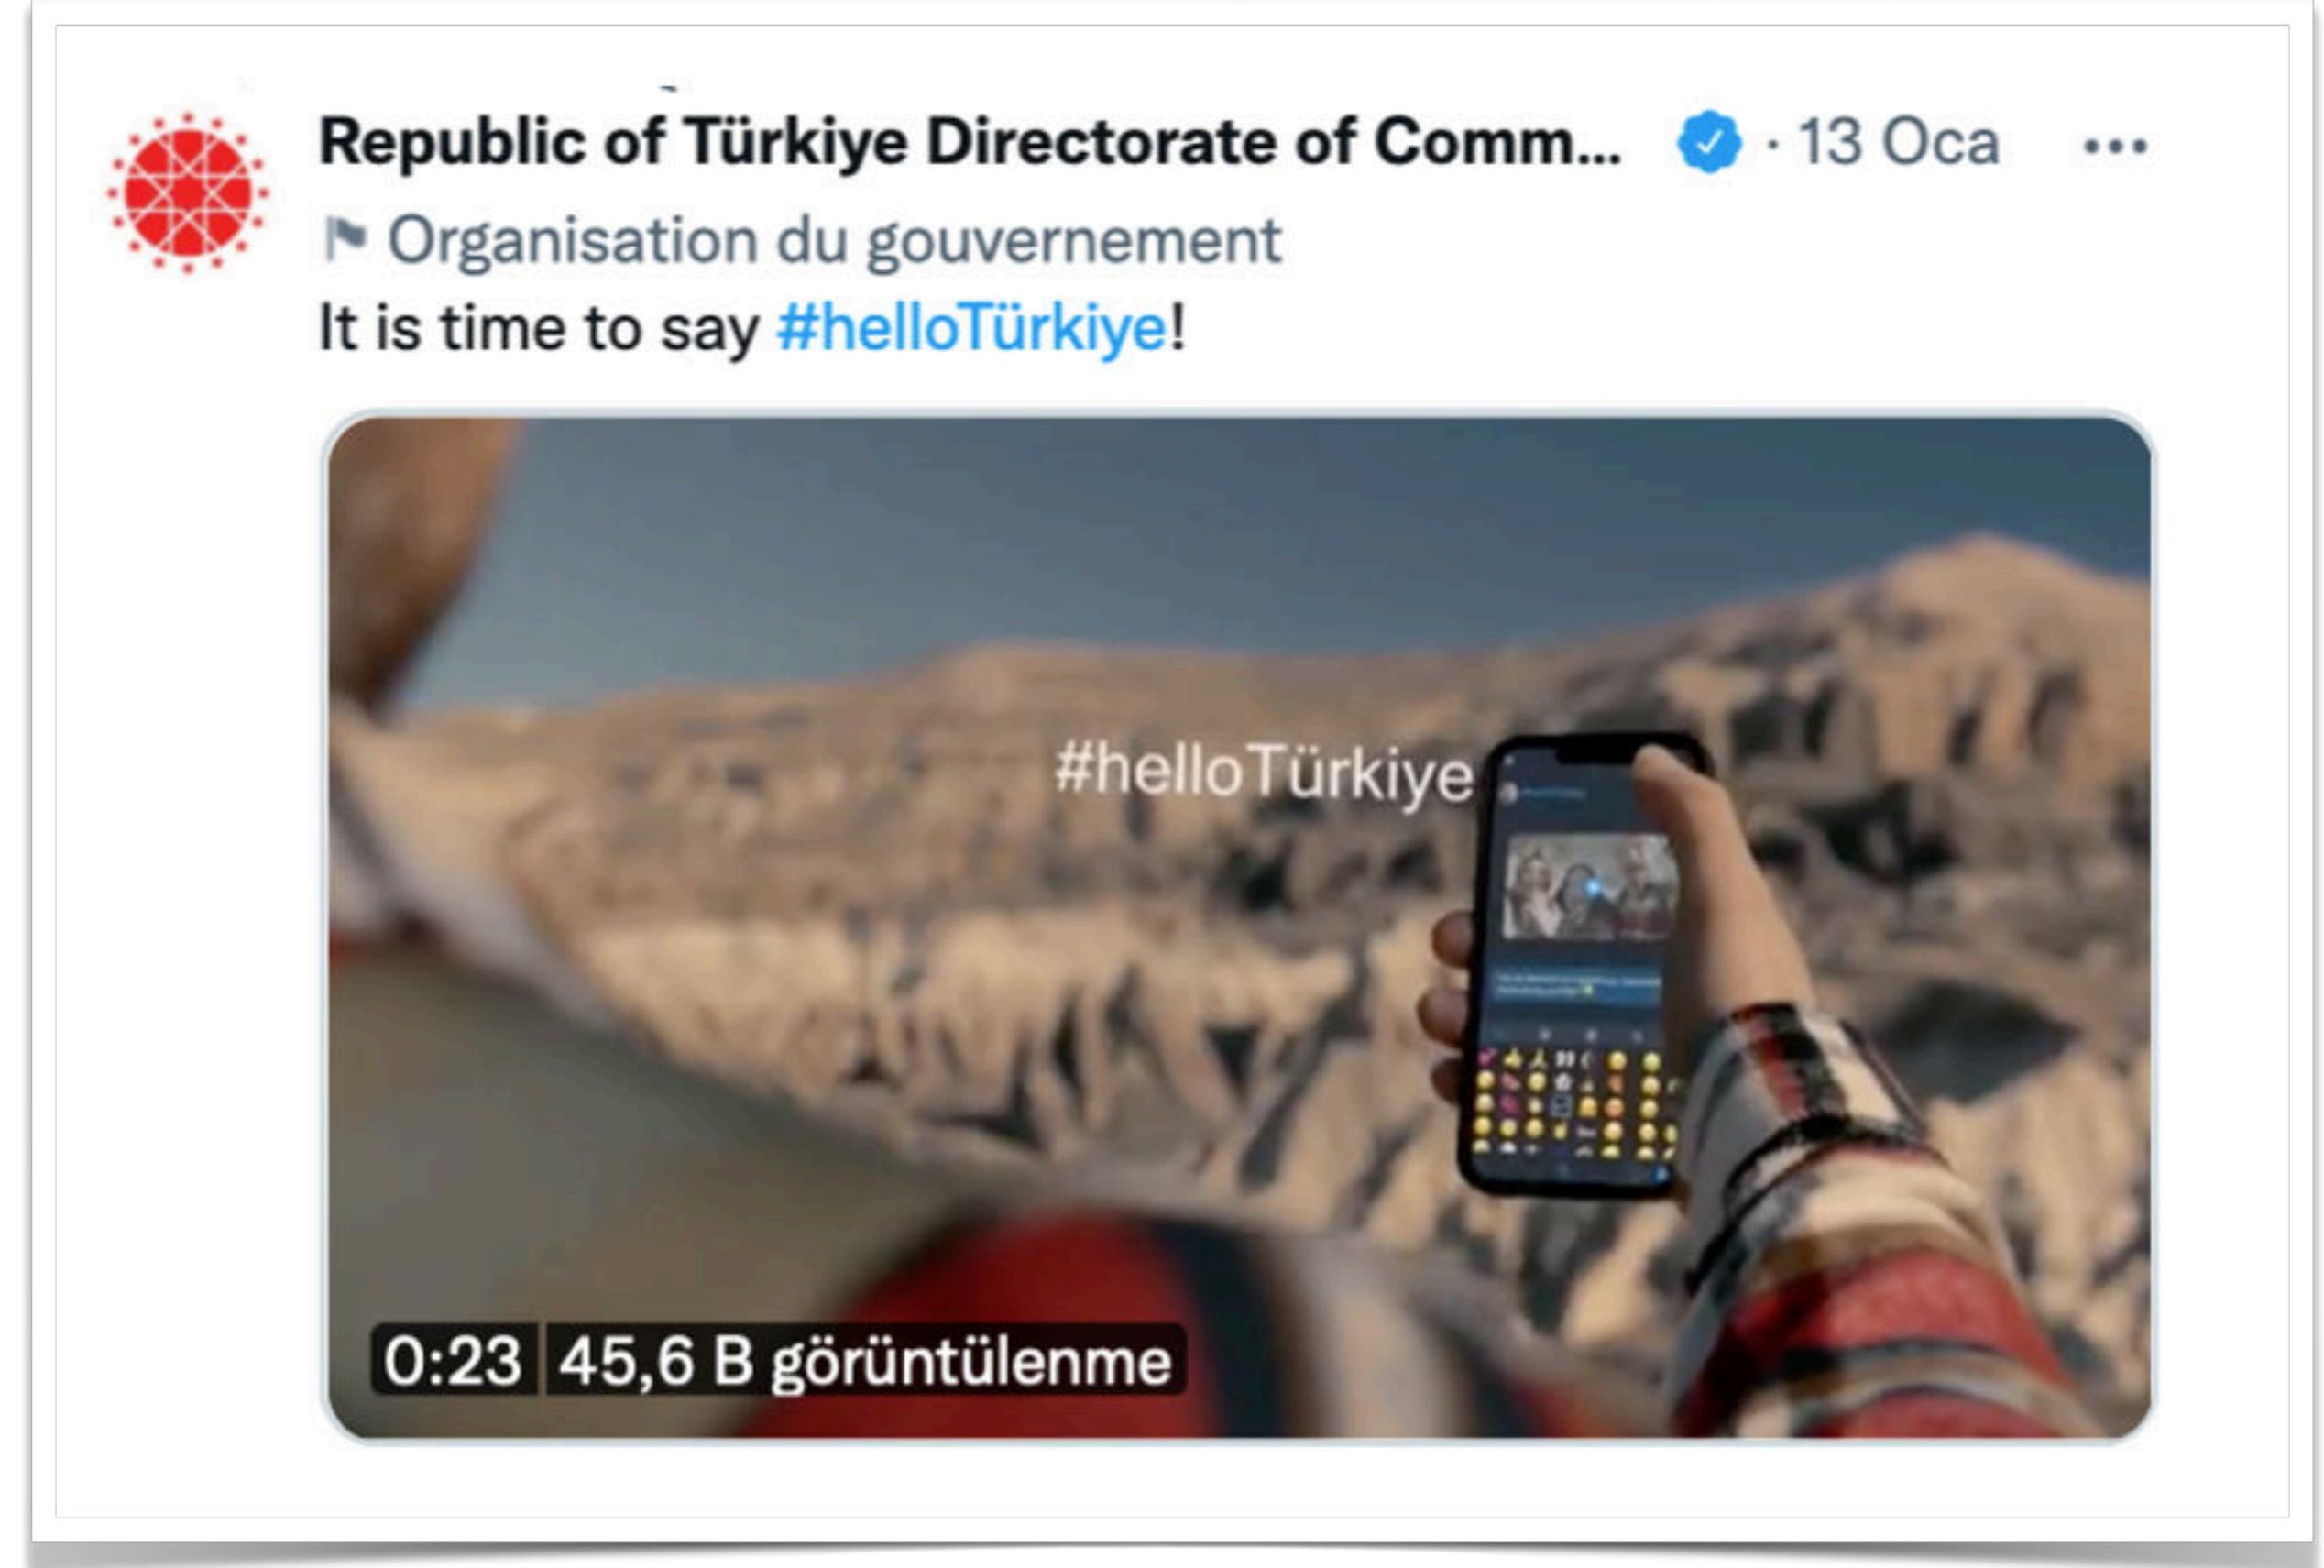 Republic of Türkiye Directorate of Comm... · 13 Oca ...
Organisation du gouvernement
It is time to say #helloTürkiye!
#helloTürkiye
0:23 45,6 B görüntülenme